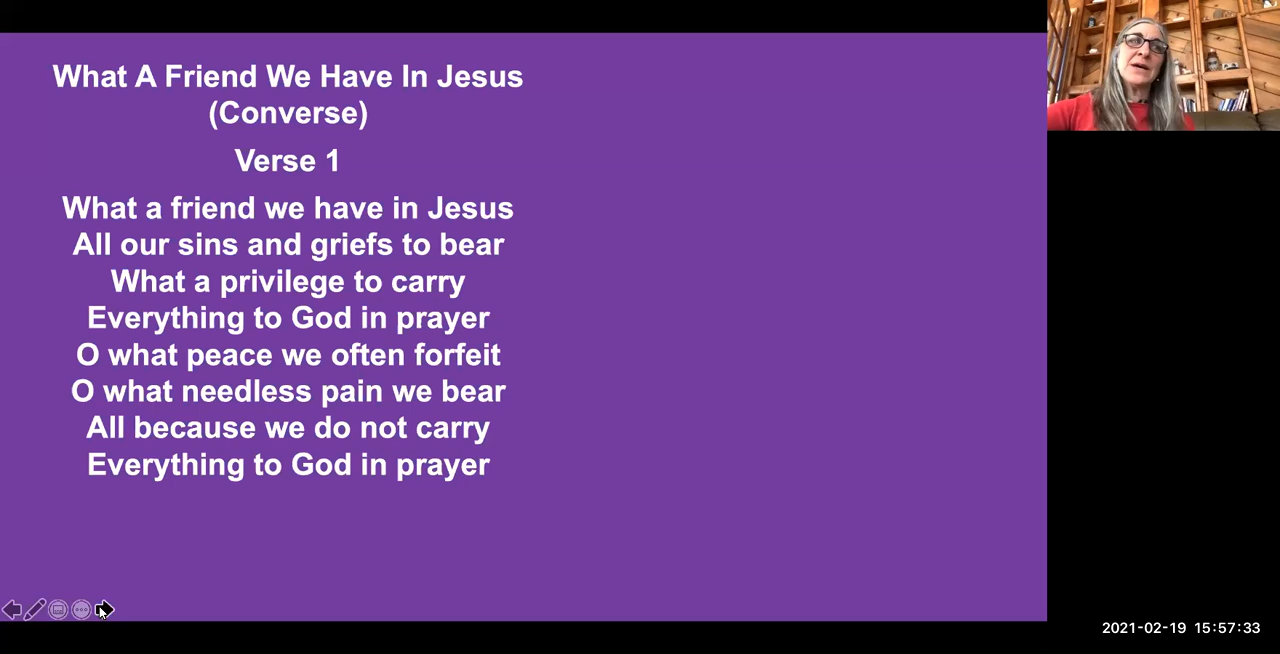 What A Friend We Have In Jesus
(Converse)
Verse 1
What a friend we have in Jesus
All our sins and griefs to bear
What a privilege to carry
Everything to God in prayer
O what peace we often forfeit
O what needless pain we bear
All because we do not carry
Everything to God in prayer
2021-02-19 15:57:33